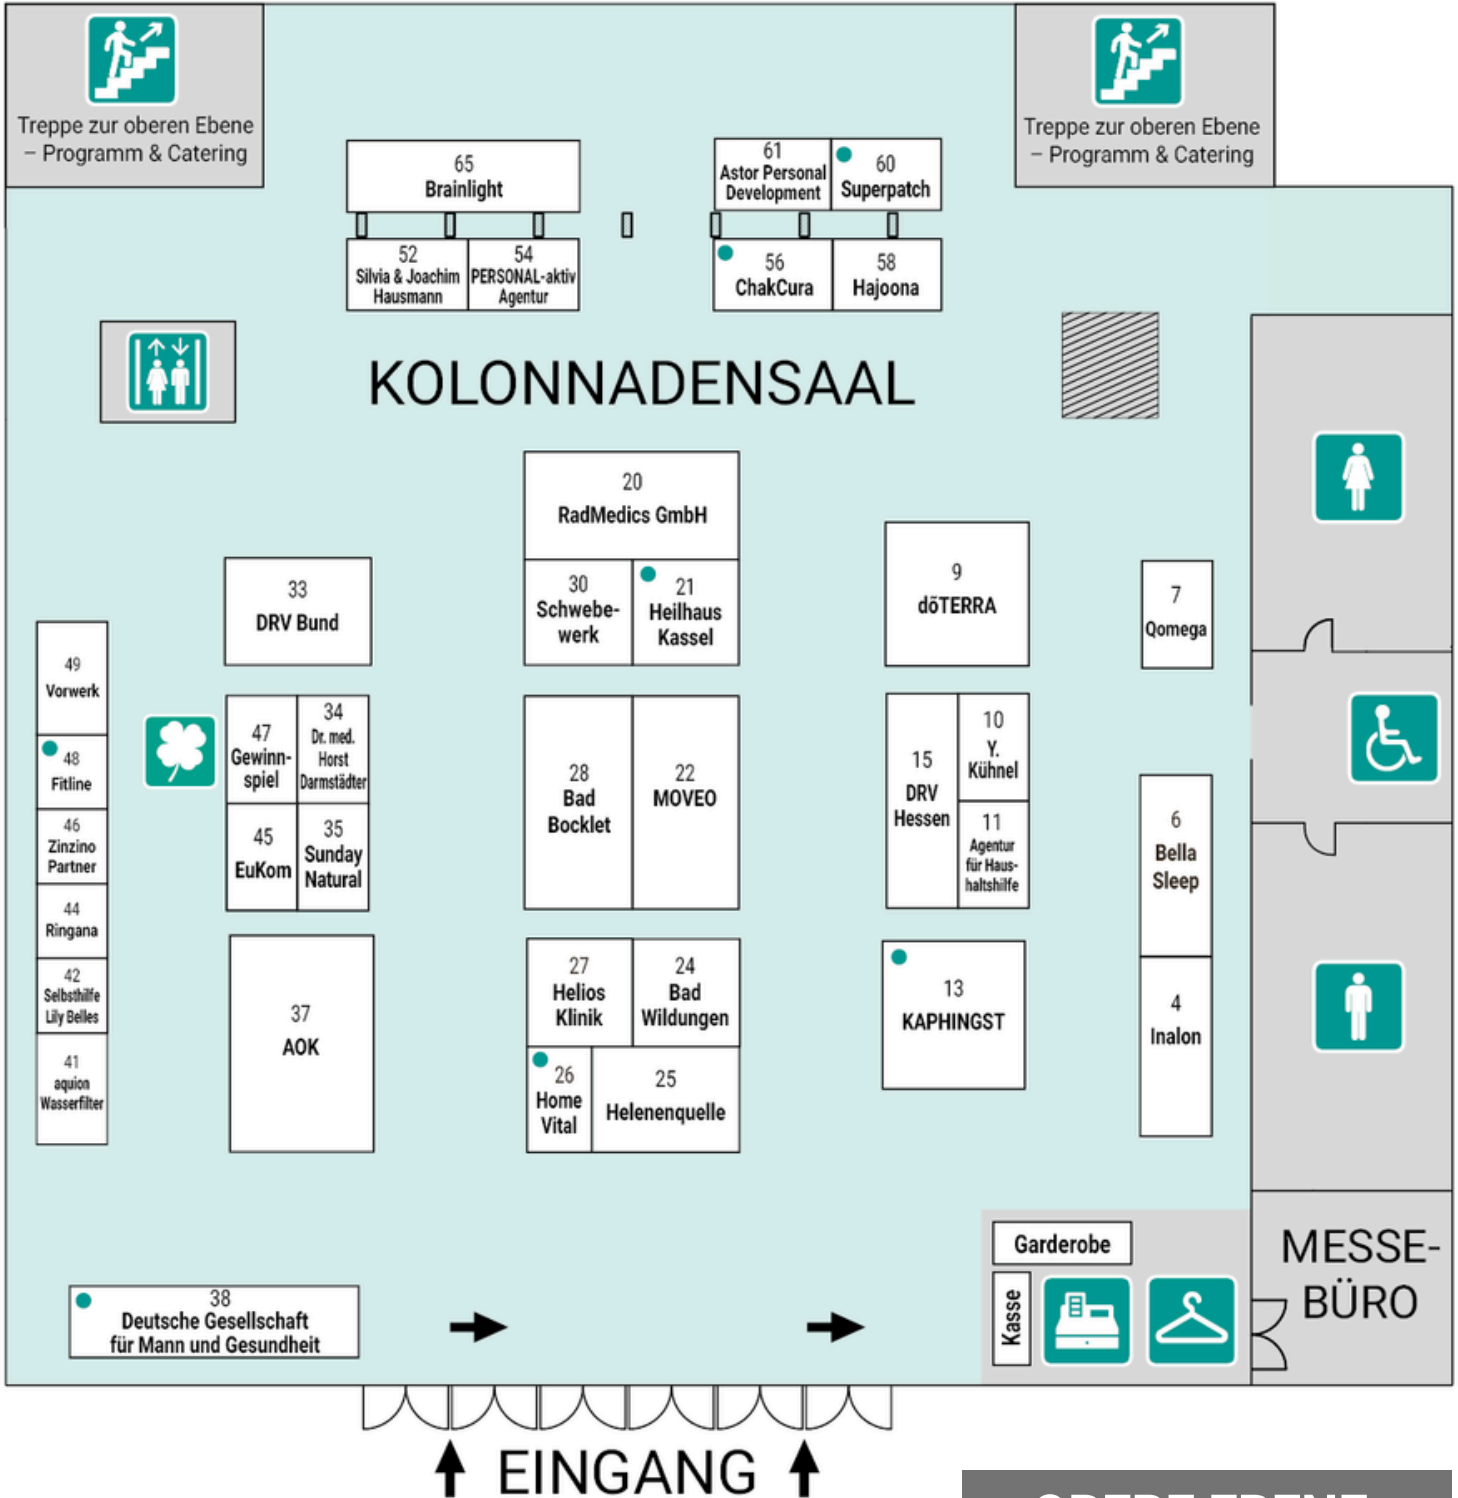 Treppe zur oberen Ebene
– Programm & Catering
Treppe zur oberen Ebene
– Programm & Catering
65
Brainlight
61
Astor Personal
Development
60
Superpatch
52
Silvia & Joachim
Hausmann
54
PERSONAL-aktiv
Agentur
56
ChakCura
58
Hajoona
KOLONNADENSAAL
20
RadMedics GmbH
30
Schwebe-
werk
21
Heilhaus
Kassel
9
dōTERRA
7
Qomega
33
DRV Bund
49
Vorwerk
48
Fitline
46
Zinzino
Partner
44
Ringana
42
Selbsthilfe
Lily Belles
41
aquion
Wasserfilter
47
Gewinn-
spiel
34
Dr. med.
Horst
Darmstädter
45
EuKom
35
Sunday
Natural
28
Bad
Bocklet
22
MOVEO
15
DRV
Hessen
10
Y.
Kühnel
11
Agentur
für Haus-
haltshilfe
6
Bella
Sleep
4
Inalon
37
AOK
27
Helios
Klinik
24
Bad
Wildungen
26
Home
Vital
25
Helenenquelle
13
KAPHINGST
38
Deutsche Gesellschaft
für Mann und Gesundheit
Garderobe
Kasse
MESSE-
BÜRO
EINGANG
OBERE EBENE